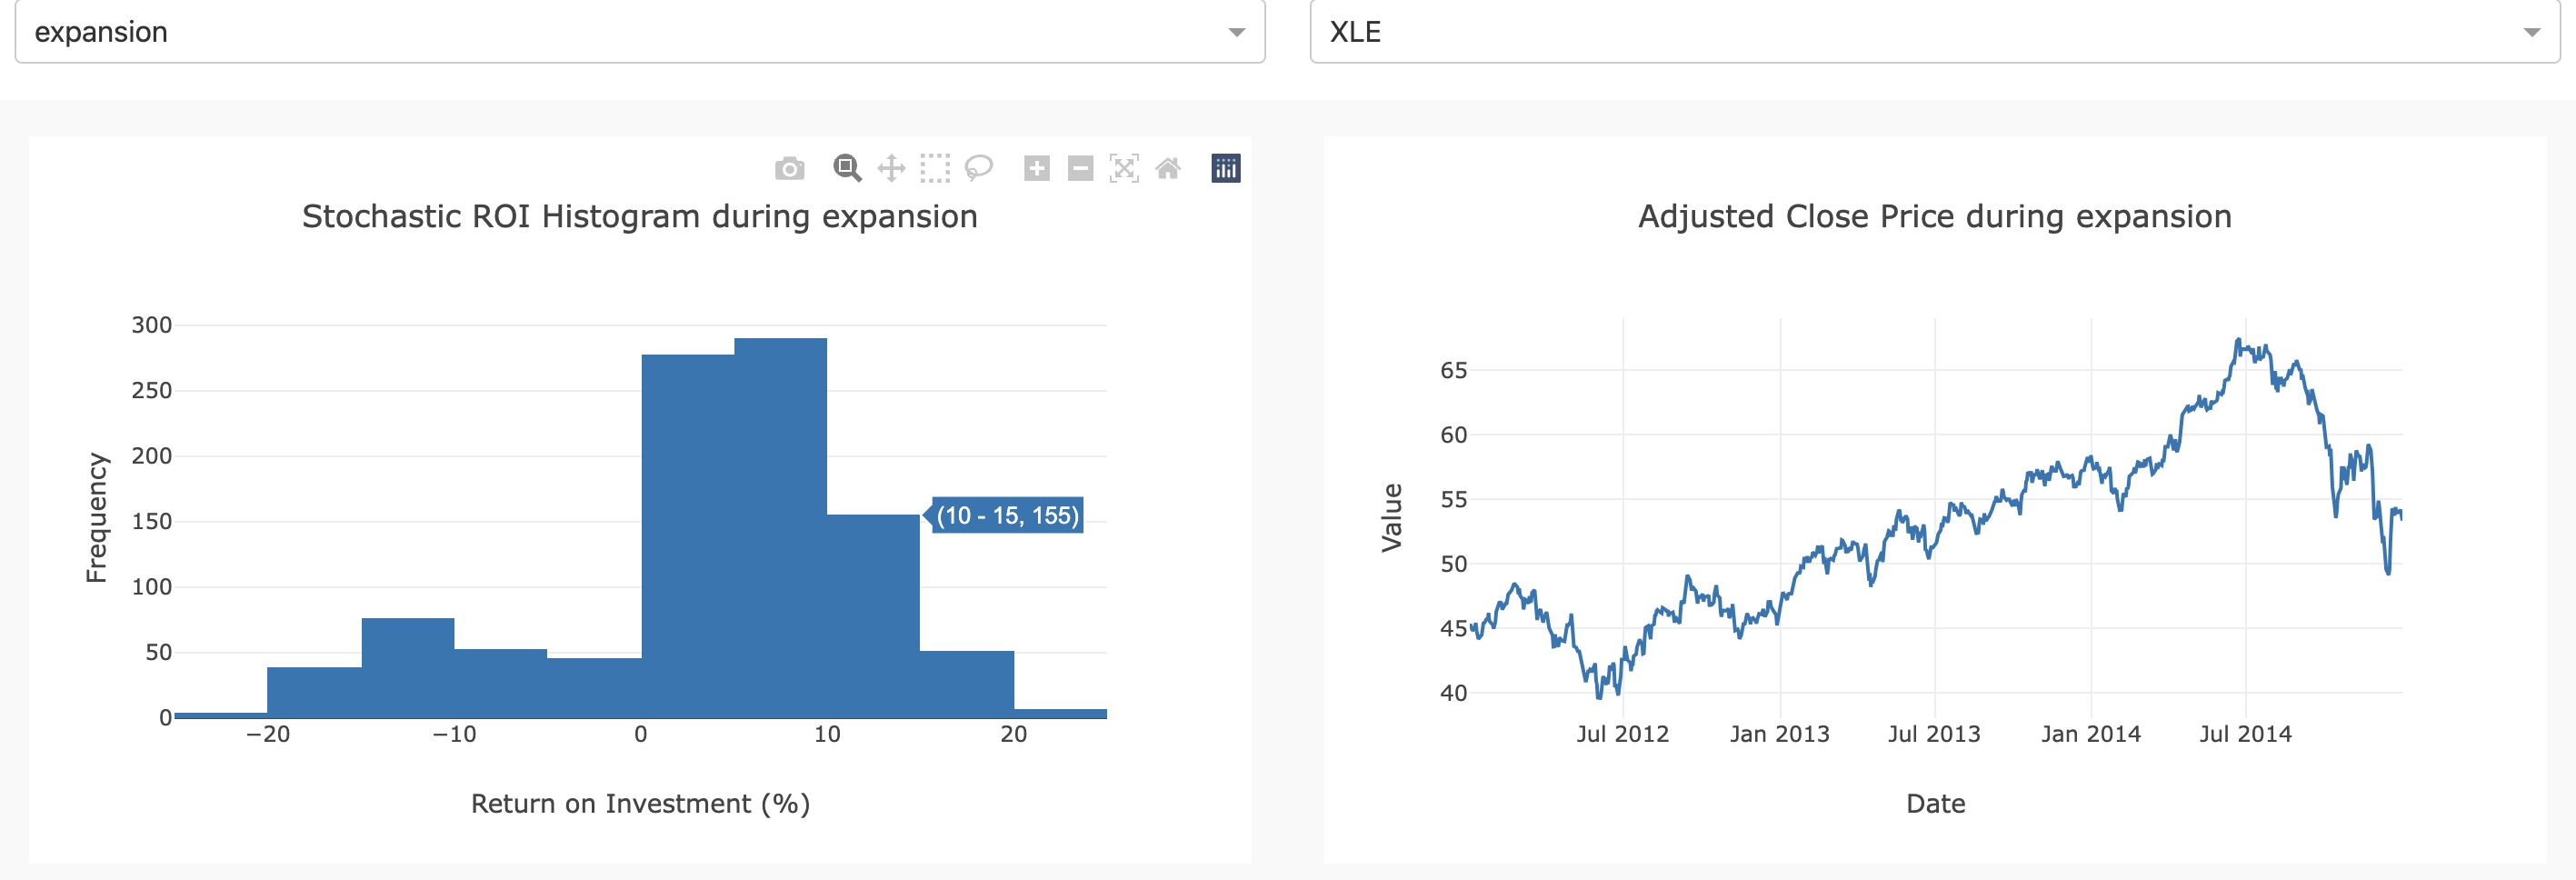 expansion
XLE
Stochastic ROI Histogram during expansion
300
250
200
150
100
50
0
Frequency
(10 - 15, 155)
−20
−10
0
10
20
Return on Investment (%)
Adjusted Close Price during expansion
65
60
55
50
45
40
Value
Jul 2012
Jan 2013
Jul 2013
Jan 2014
Jul 2014
Date